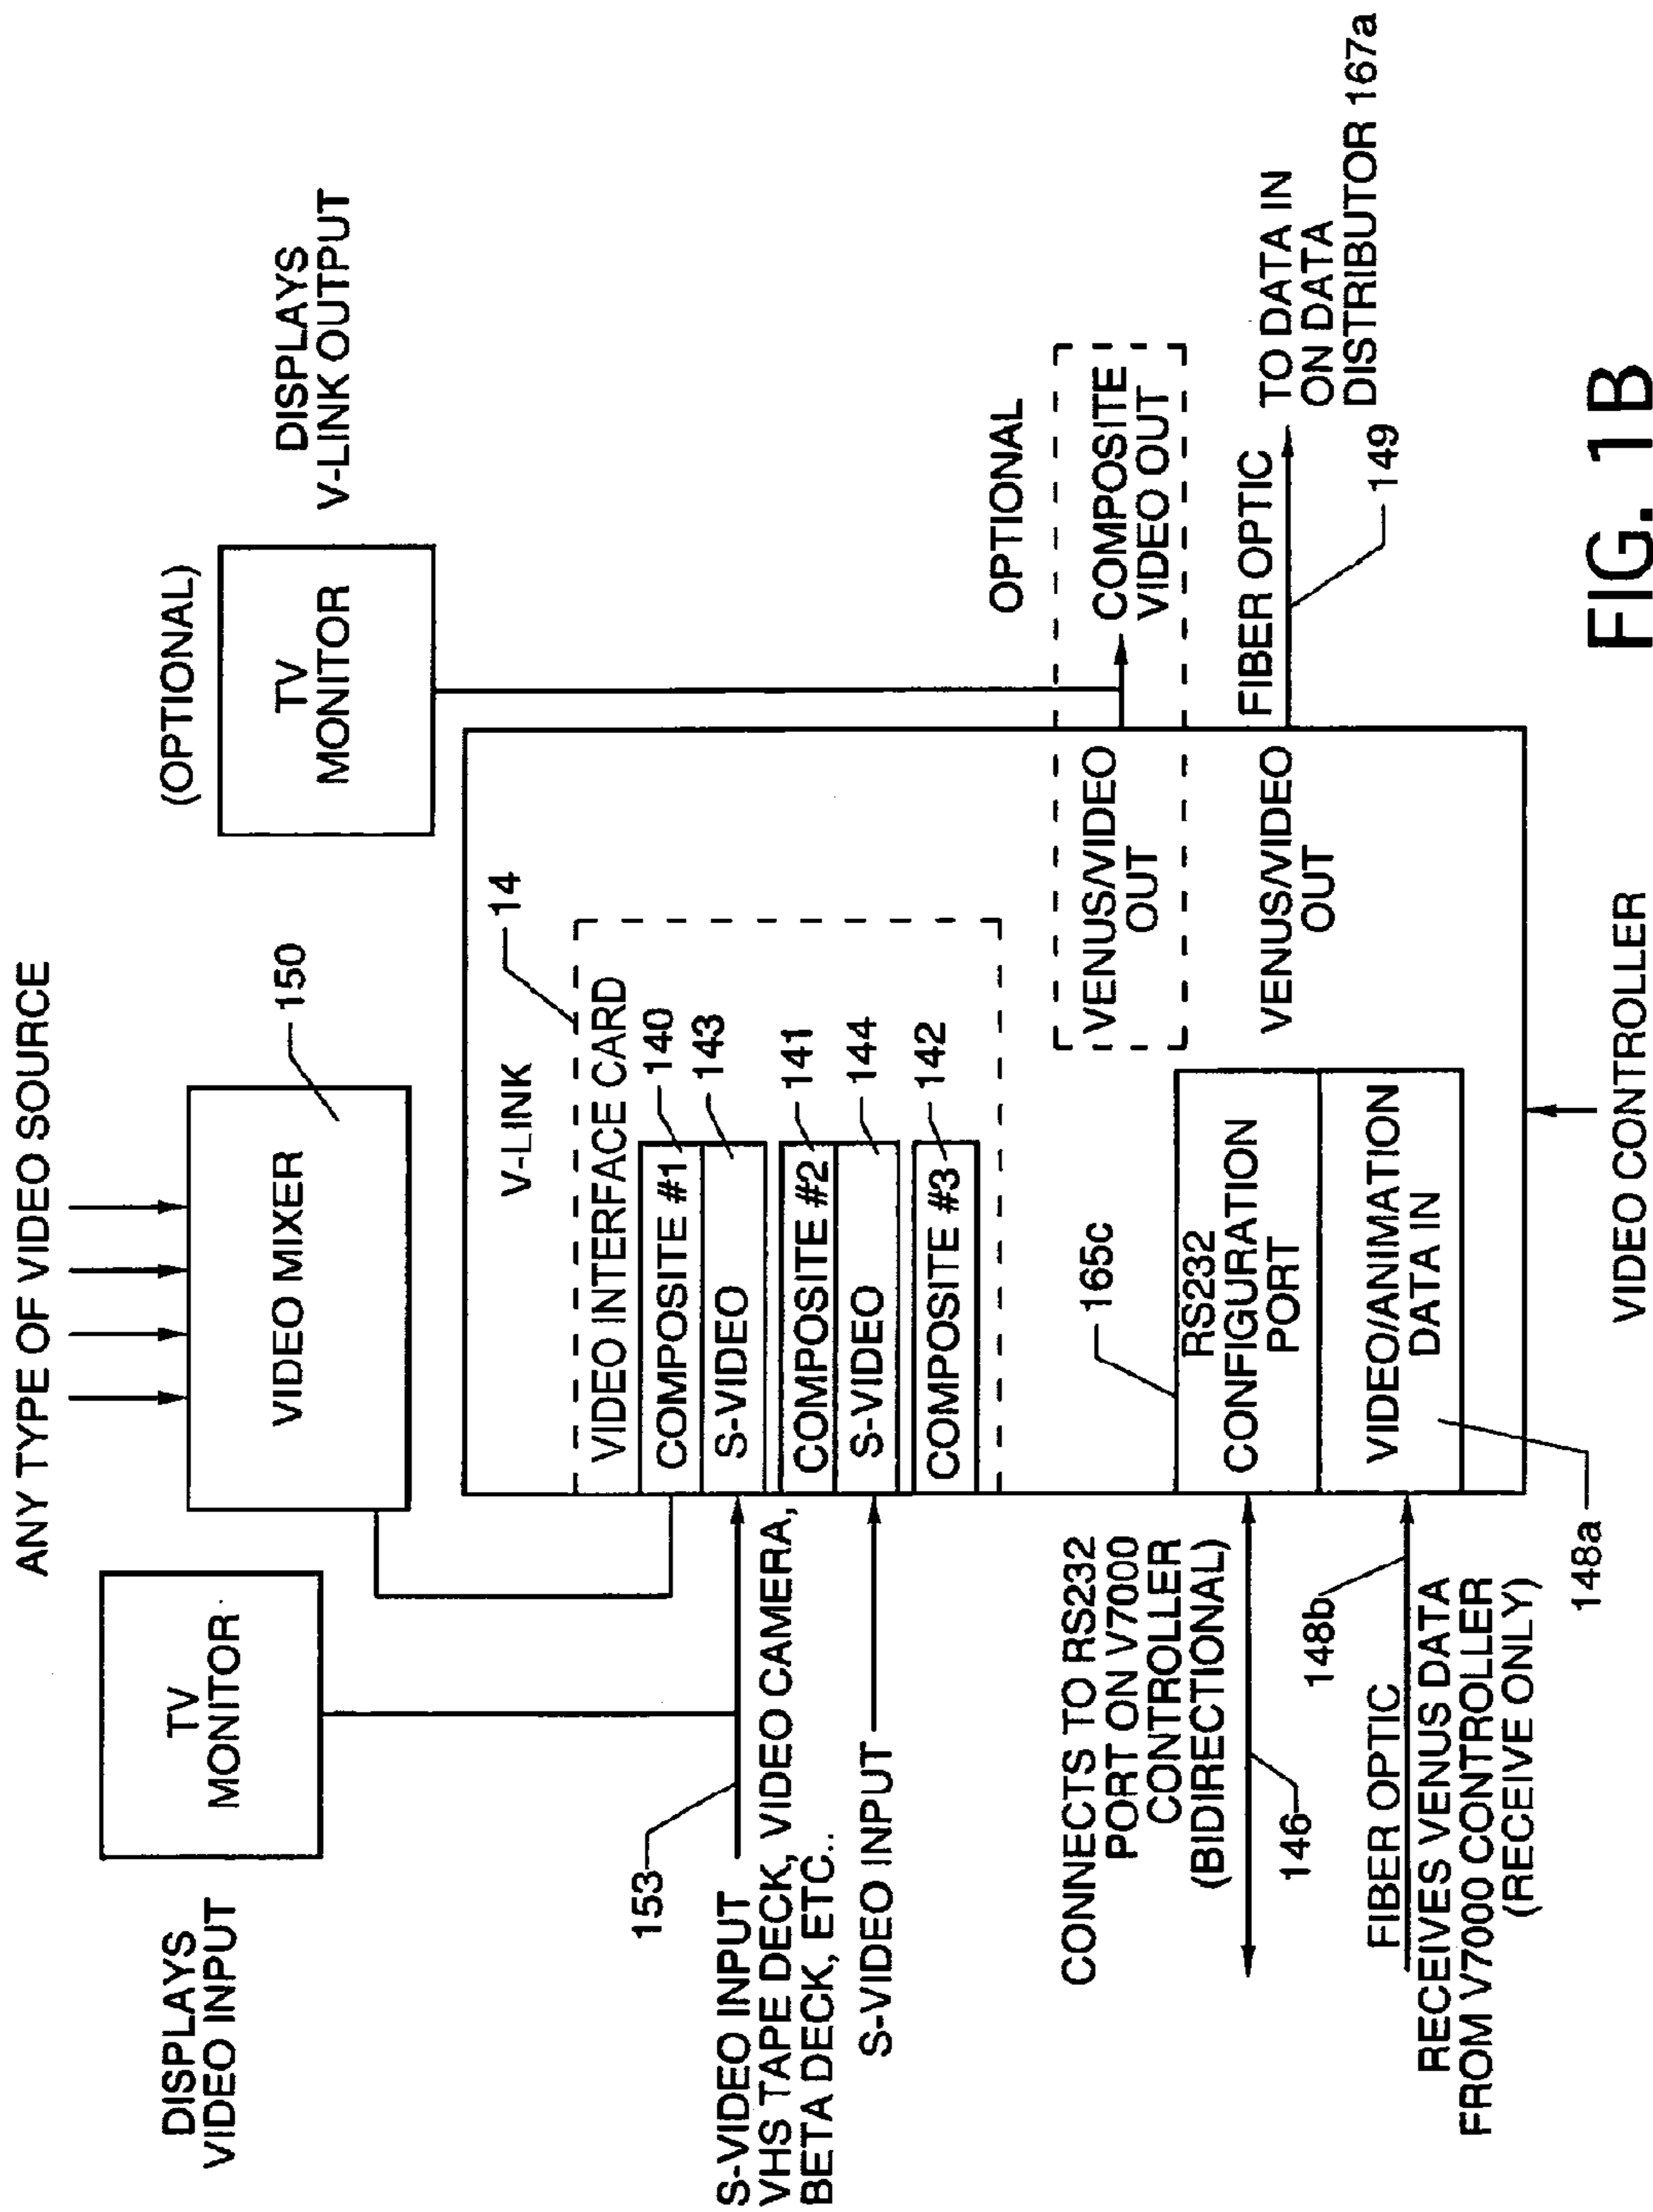 ANY TYPE OF VIDEO SOURCE
DISPLAYS
VIDEO INPUT
TV
MONITOR
VIDEO MIXER
150
(OPTIONAL)
TV
MONITOR
DISPLAYS
V-LINK OUTPUT
V-LINK
14
VIDEO INTERFACE CARD
COMPOSITE #1
140
S-VIDEO
143
COMPOSITE #2
141
S-VIDEO
144
COMPOSITE #3
142
153
S-VIDEO INPUT
VHS TAPE DECK, VIDEO CAMERA,
BETA DECK, ETC..
S-VIDEO INPUT
OPTIONAL
VENUS/VIDEO
OUT
COMPOSITE
VIDEO OUT
CONNECTS TO RS232
PORT ON V7000
CONTROLLER
(BIDIRECTIONAL)
146
165c
RS232
CONFIGURATION
PORT
VENUS/VIDEO
OUT
FIBER OPTIC
149
TO DATA IN
ON DATA
DISTRIBUTOR 167a
148b
FIBER OPTIC
RECEIVES VENUS DATA
FROM V7000 CONTROLLER
(RECEIVE ONLY)
VIDEO/ANIMATION
DATA IN
148a
VIDEO CONTROLLER
FIG. 1B